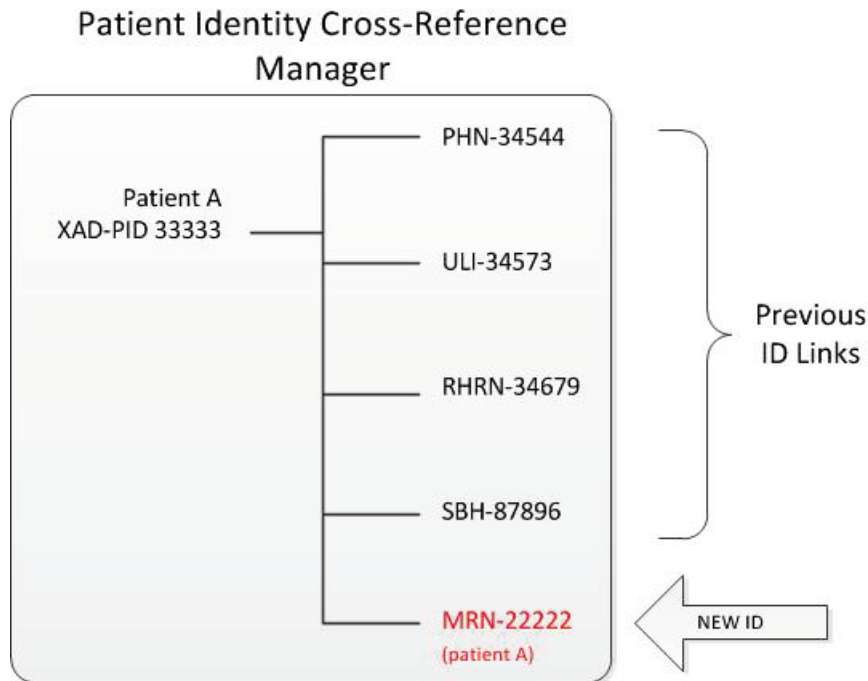 Patient Identity Cross-Reference
Manager
PHN-34544
Patient A
XAD-PID 33333
ULI-34573
Previous
ID Links
RHRN-34679
SBH-87896
MRN-22222
(patient A)
NEW ID